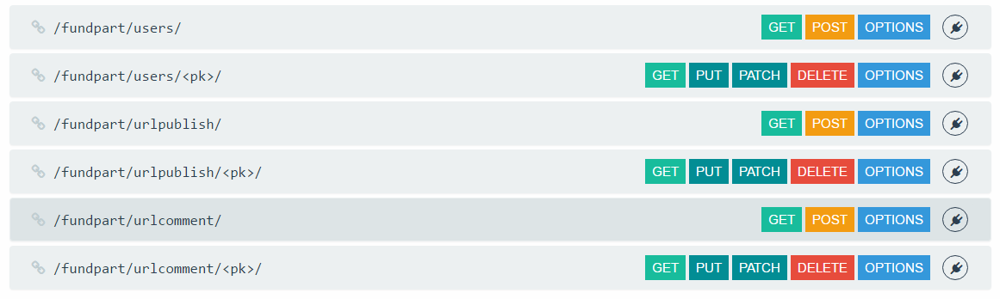 /fundpart/users/ GET POST OPTIONS
/fundpart/users/<pk>/ GET PUT PATCH DELETE OPTIONS
/fundpart/urlpublish/ GET POST OPTIONS
/fundpart/urlpublish/<pk>/ GET PUT PATCH DELETE OPTIONS
/fundpart/urlcomment/ GET POST OPTIONS
/fundpart/urlcomment/<pk>/ GET PUT PATCH DELETE OPTIONS